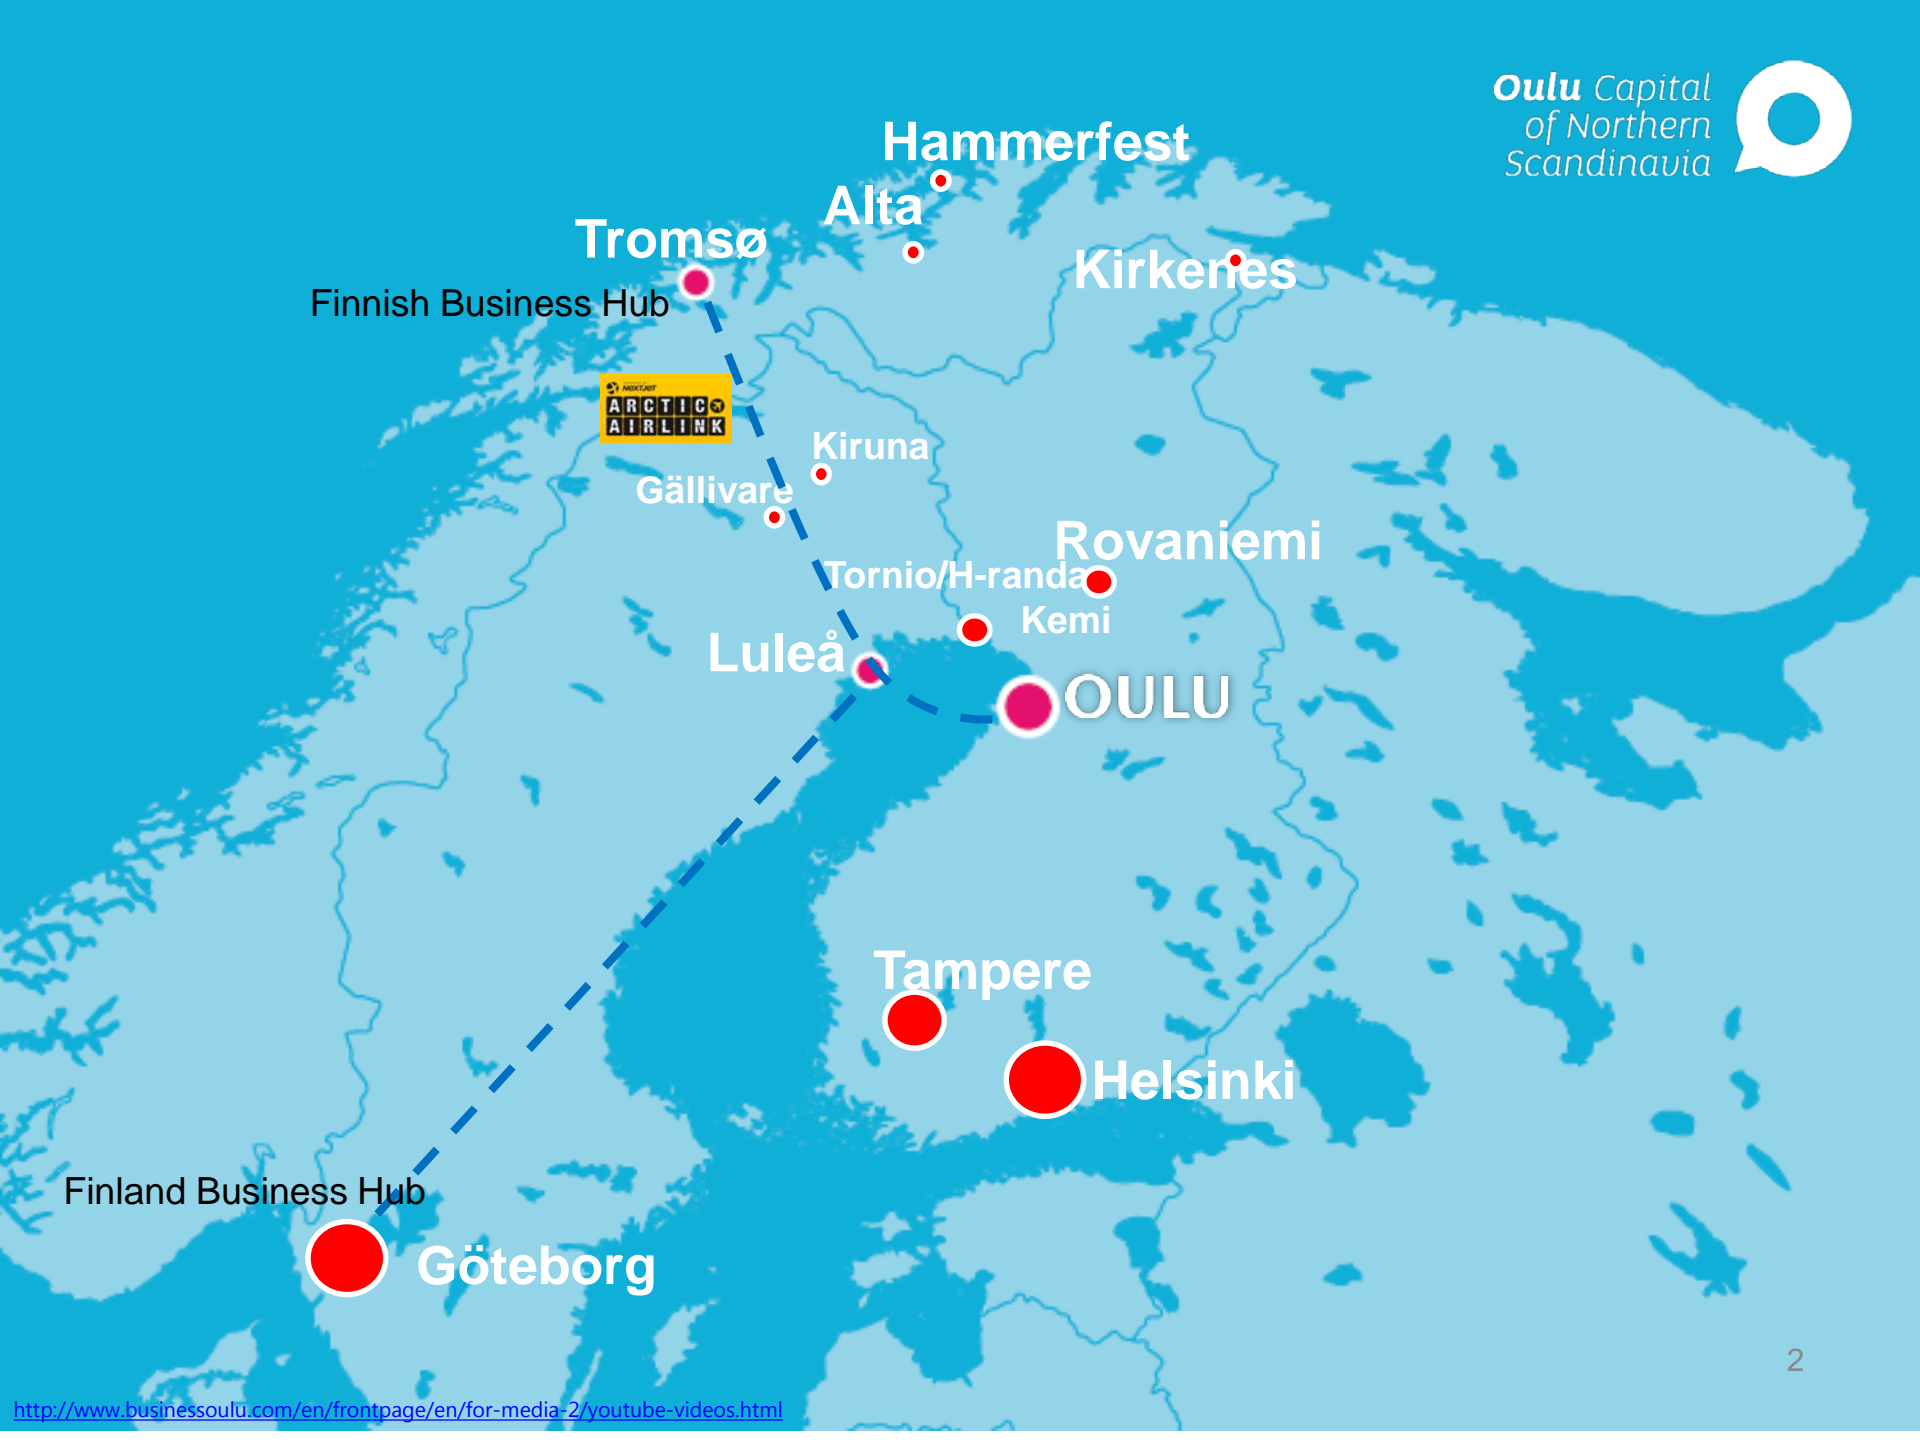 Oulu Capital
of Northern
Scandinavia
Hammerfest
Alta
Tromsø
Kirkenes
Finnish Business Hub
NEXTJET
ARCTIC
AIRLINK
Kiruna
Gällivare
Rovaniemi
Tornio/H-randa
Kemi
Luleå
OULU
Tampere
Helsinki
Finland Business Hub
Göteborg
2
http://www.businessoulu.com/en/frontpage/en/for-media-2/youtube-videos.html